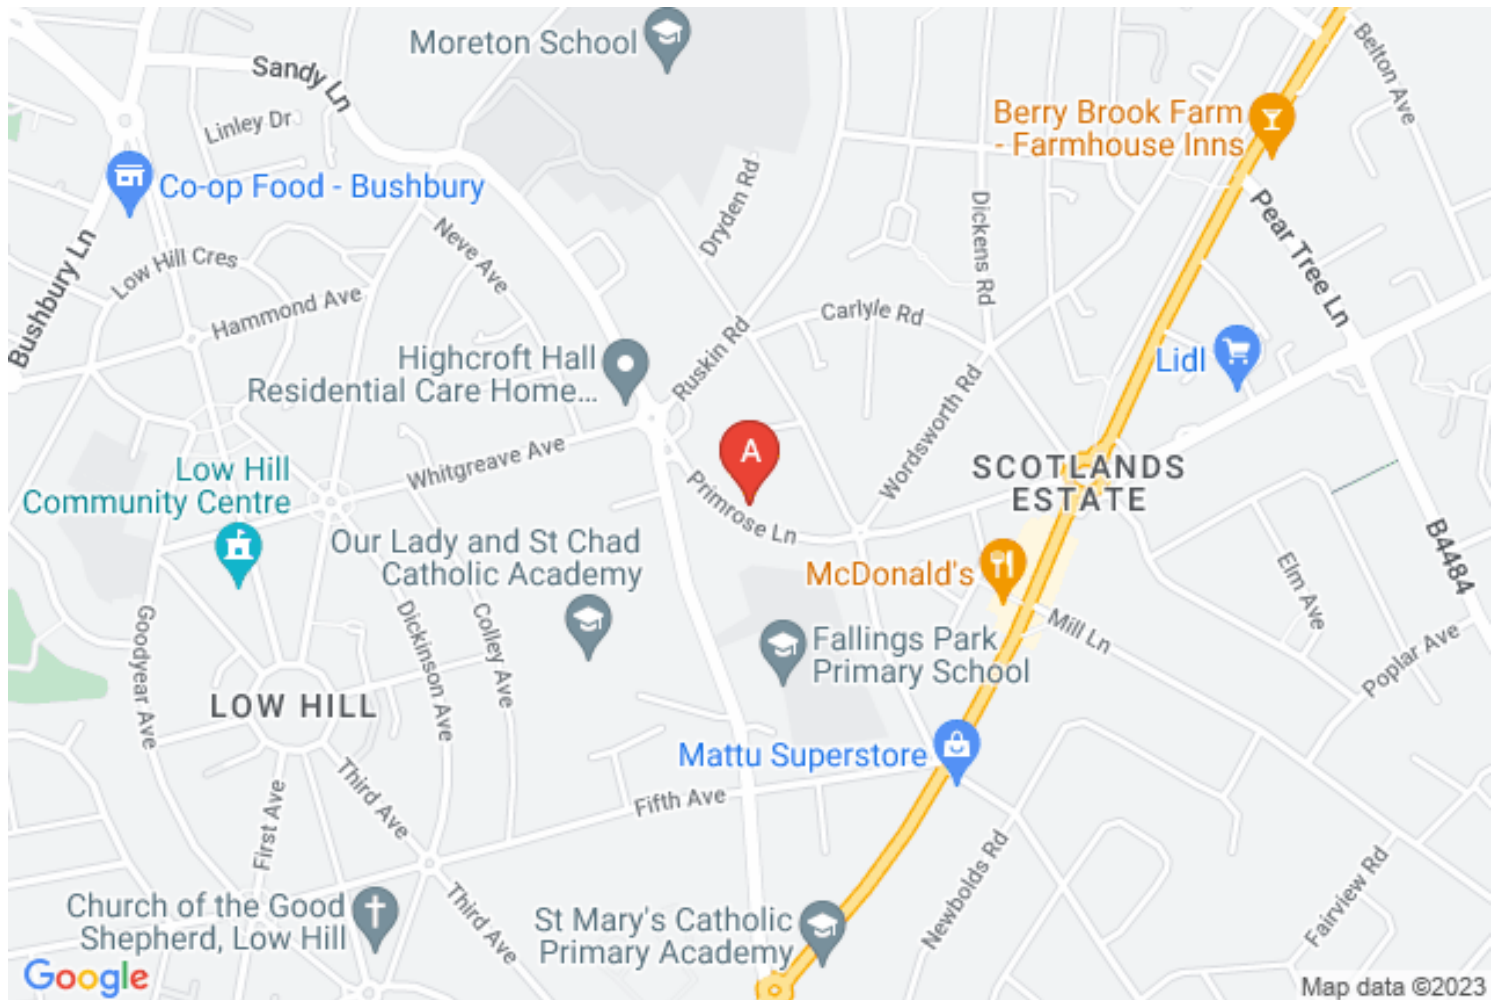 Moreton School
Sandy Ln
Linley Dr
Belton Ave
Berry Brook Farm
- Farmhouse Inns
Co-op Food - Bushbury
Dryden Rd
Dickens Rd
Pear Tree Ln
Neve Ave
Low Hill Cres
Bushbury Ln
Hammond Ave
Carlyle Rd
Ruskin Rd
Highcroft Hall
Residential Care Home...
Lidl
Wordsworth Rd
Whitgreave Ave
A
Low Hill
Community Centre
Primrose Ln
SCOTLANDS
ESTATE
Our Lady and St Chad
Catholic Academy
McDonald's
B4484
Elm Ave
Mill Ln
Goodyear Ave
Dickinson Ave
Colley Ave
Fallings Park
Primary School
Poplar Ave
LOW HILL
Mattu Superstore
Third Ave
Fifth Ave
First Ave
Newbolds Rd
Fairview Rd
Third Ave
Church of the Good
Shepherd, Low Hill
St Mary's Catholic
Primary Academy
Google
Map data ©2023